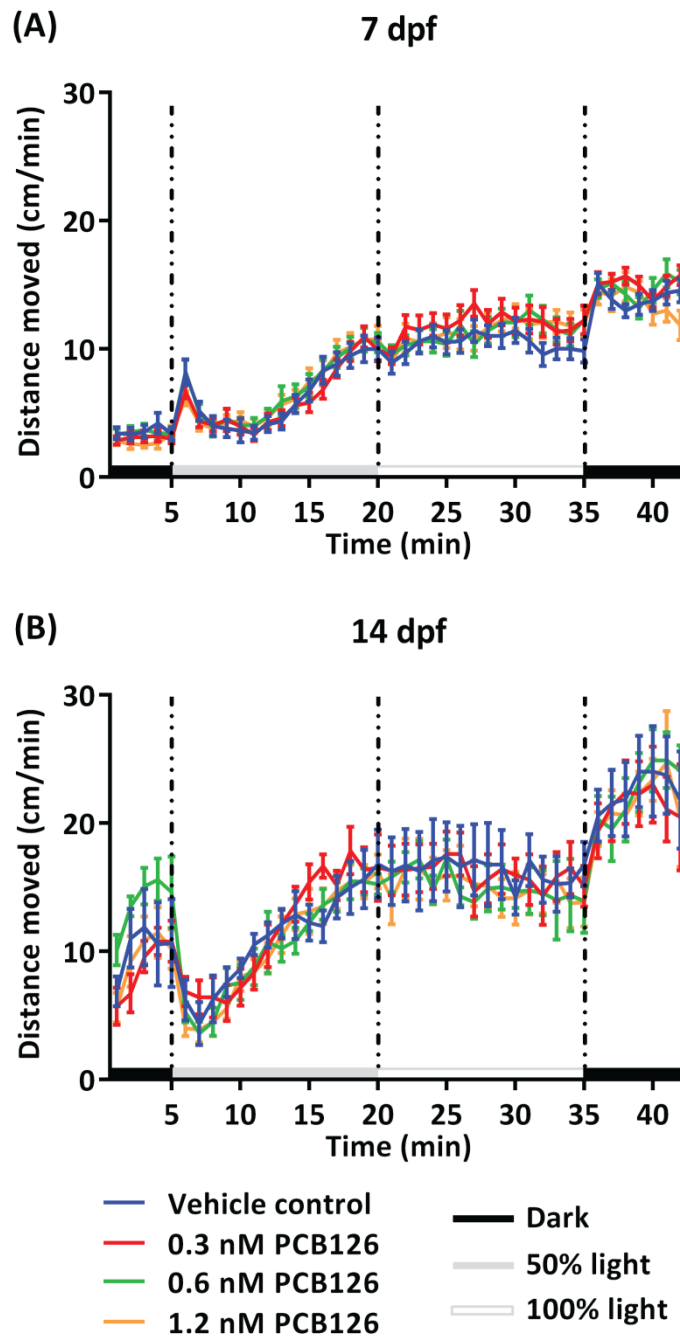 (A)
7 dpf
Distance moved (cm/min)
30
20
10
0
5 10 15 20 25 30 35 40
Time (min)
(B)
14 dpf
Distance moved (cm/min)
30
20
10
0
5 10 15 20 25 30 35 40
Time (min)
Vehicle control
0.3 nM PCB126
0.6 nM PCB126
1.2 nM PCB126
Dark
50% light
100% light